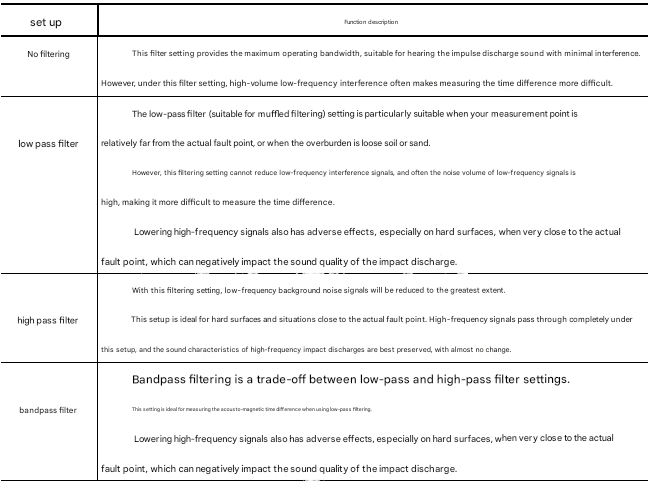 set up
Function description
No filtering
This filter setting provides the maximum operating bandwidth, suitable for hearing the impulse discharge sound with minimal interference.
However, under this filter setting, high-volume low-frequency interference often makes measuring the time difference more difficult.
low pass filter
The low-pass filter (suitable for muffled filtering) setting is particularly suitable when your measurement point is
relatively far from the actual fault point, or when the overburden is loose soil or sand.
However, this filtering setting cannot reduce low-frequency interference signals, and often the noise volume of low-frequency signals is
high, making it more difficult to measure the time difference.
Lowering high-frequency signals also has adverse effects, especially on hard surfaces, when very close to the actual
fault point, which can negatively impact the sound quality of the impact discharge.
high pass filter
With this filtering setting, low-frequency background noise signals will be reduced to the greatest extent.
This setup is ideal for hard surfaces and situations close to the actual fault point. High-frequency signals pass through completely under
this setup, and the sound characteristics of high-frequency impact discharges are best preserved, with almost no change.
bandpass filter
Bandpass filtering is a trade-off between low-pass and high-pass filter settings.
This setting is ideal for measuring the acousto-magnetic time difference when using low-pass filtering.
Lowering high-frequency signals also has adverse effects, especially on hard surfaces, when very close to the actual
fault point, which can negatively impact the sound quality of the impact discharge.